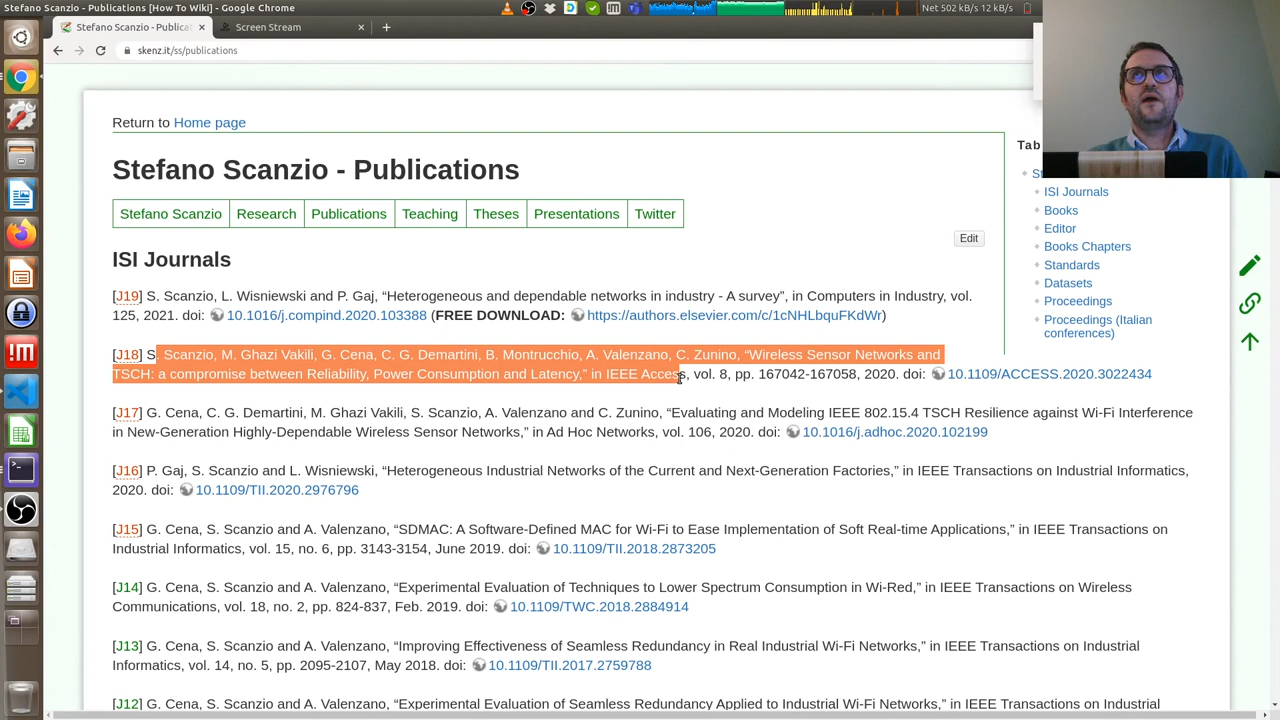 Stefano Scanzio - Publications [How To Wiki] - Google Chrome
Net 502 kB/s 12 kB/s
Stefano Scanzio - Publicat
Screen Stream
skenz.it/ss/publications
Return to Home page
Tab
Stefano Scanzio - Publications
St
ISI Journals
Books
Editor
Books Chapters
Standards
Datasets
Proceedings
Proceedings (Italian
conferences)
Stefano Scanzio Research Publications Teaching Theses Presentations Twitter
Edit
ISI Journals
[J19] S. Scanzio, L. Wisniewski and P. Gaj, “Heterogeneous and dependable networks in industry - A survey”, in Computers in Industry, vol.
125, 2021. doi: 10.1016/j.compind.2020.103388 (FREE DOWNLOAD: https://authors.elsevier.com/c/1cNHLbquFKdWr)
[J18] S. Scanzio, M. Ghazi Vakili, G. Cena, C. G. Demartini, B. Montrucchio, A. Valenzano, C. Zunino, “Wireless Sensor Networks and
TSCH: a compromise between Reliability, Power Consumption and Latency,” in IEEE Access, vol. 8, pp. 167042-167058, 2020. doi: 10.1109/ACCESS.2020.3022434
[J17] G. Cena, C. G. Demartini, M. Ghazi Vakili, S. Scanzio, A. Valenzano and C. Zunino, “Evaluating and Modeling IEEE 802.15.4 TSCH Resilience against Wi-Fi Interference
in New-Generation Highly-Dependable Wireless Sensor Networks,” in Ad Hoc Networks, vol. 106, 2020. doi: 10.1016/j.adhoc.2020.102199
[J16] P. Gaj, S. Scanzio and L. Wisniewski, “Heterogeneous Industrial Networks of the Current and Next-Generation Factories,” in IEEE Transactions on Industrial Informatics,
2020. doi: 10.1109/TII.2020.2976796
[J15] G. Cena, S. Scanzio and A. Valenzano, “SDMAC: A Software-Defined MAC for Wi-Fi to Ease Implementation of Soft Real-time Applications,” in IEEE Transactions on
Industrial Informatics, vol. 15, no. 6, pp. 3143-3154, June 2019. doi: 10.1109/TII.2018.2873205
[J14] G. Cena, S. Scanzio and A. Valenzano, “Experimental Evaluation of Techniques to Lower Spectrum Consumption in Wi-Red,” in IEEE Transactions on Wireless
Communications, vol. 18, no. 2, pp. 824-837, Feb. 2019. doi: 10.1109/TWC.2018.2884914
[J13] G. Cena, S. Scanzio and A. Valenzano, “Improving Effectiveness of Seamless Redundancy in Real Industrial Wi-Fi Networks,” in IEEE Transactions on Industrial
Informatics, vol. 14, no. 5, pp. 2095-2107, May 2018. doi: 10.1109/TII.2017.2759788
[J12] G. Cena, S. Scanzio and A. Valenzano, “Experimental Evaluation of Seamless Redundancy Applied to Industrial Wi-Fi Networks,” in IEEE Transactions on Industrial